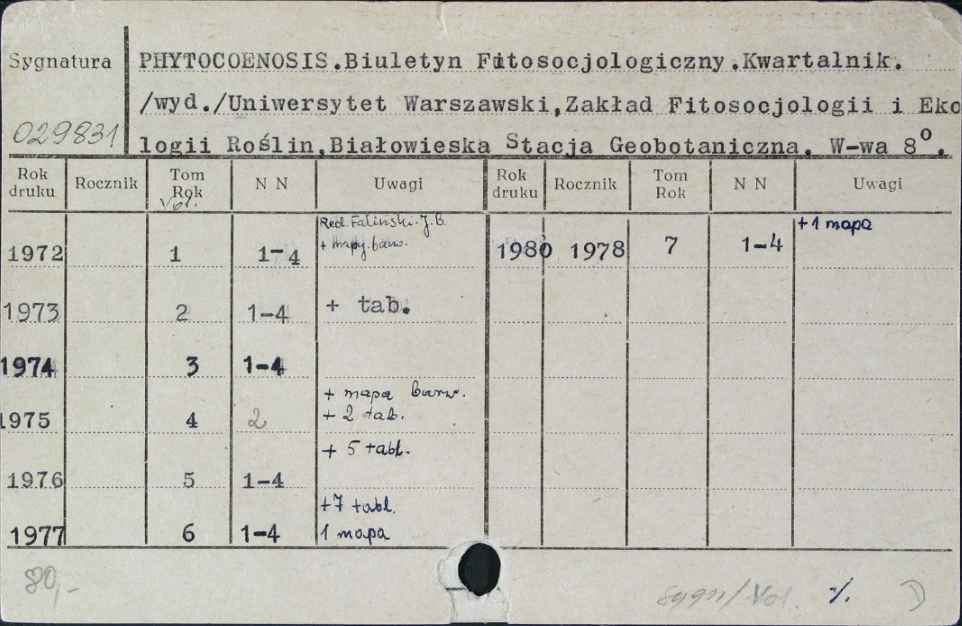 Sygnatura PHYTOCOENOSIS.Biuletyn Fitosocjologiczny.Kwartalnik.
/wyd./Uniwersytet Warszawski,Zakład Fitosocjologii i Eko
029831 logii Roślin,Białowieska Stacja Geobotaniczna. W-wa 8°.
Rok druku Rocznik Tom Rok Vol. N N Uwagi Rok druku Rocznik Tom Rok N N Uwagi
Red. Faliński J.B. +1 mapa
1972 1 1-4 + mapy barw. 1980 1978 7 1-4
1973 2 1-4 + tab.
1974 3 1-4
+ mapa barw.
1975 4 2 + 2 tab.
+ 5 tabl.
1976 5 1-4
+7 tabl.
1977 6 1-4 1 mapa
80,- sygn/Vol. %.